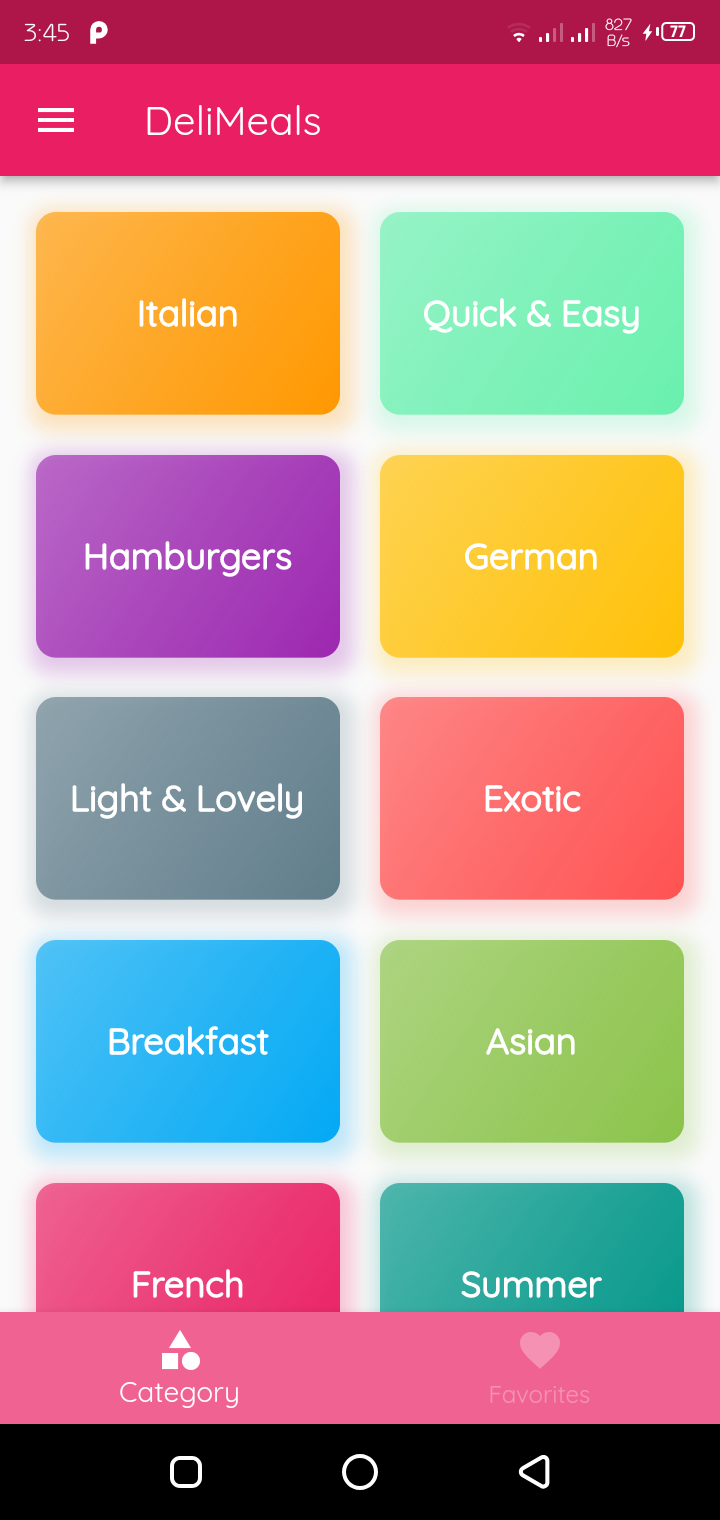 3:45
827
B/s
77
DeliMeals
Italian
Quick & Easy
Hamburgers
German
Light & Lovely
Exotic
Breakfast
Asian
French
Summer
Category
Favorites